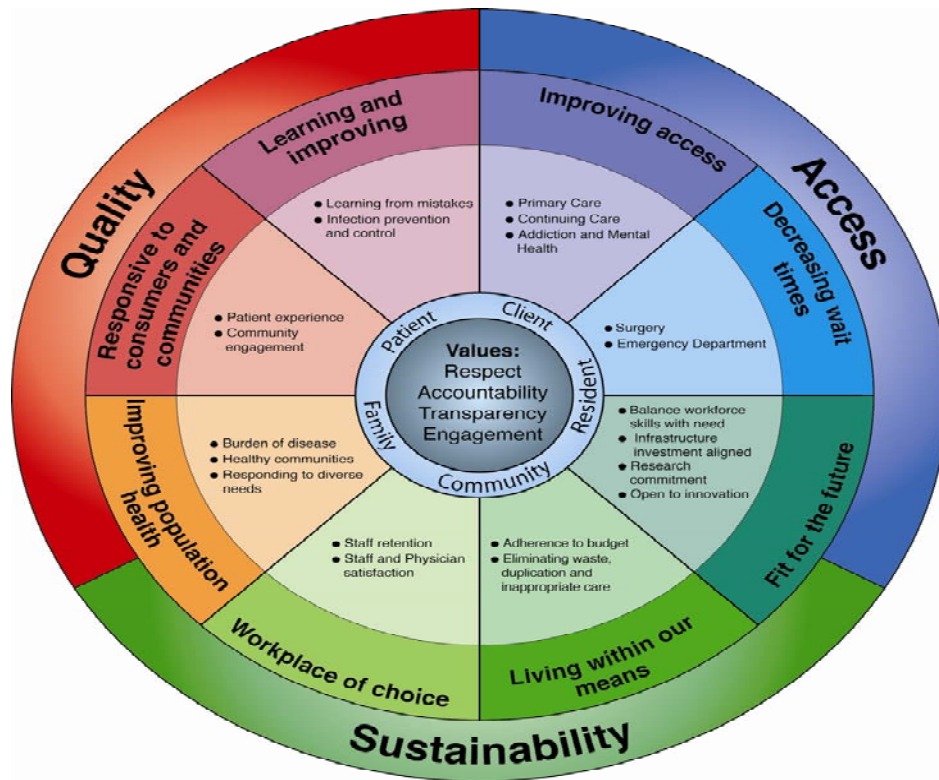 Quality
Access
Sustainability
Learning and
improving
Learning from mistakes
Infection prevention
and control
Improving access
Primary Care
Continuing Care
Addiction and Mental
Health
Decreasing wait
times
Surgery
Emergency Department
Fit for the future
Balance workforce
skills with need
Infrastructure
investment aligned
Research
commitment
Open to innovation
Living within our
means
Adherence to budget
Eliminating waste,
duplication and
inappropriate care
Workplace of choice
Staff retention
Staff and Physician
satisfaction
Improving population
health
Burden of disease
Healthy communities
Responding to diverse
needs
Responsive to
consumers and
communities
Patient experience
Community
engagement
Patient
Client
Resident
Community
Family
Values:
Respect
Accountability
Transparency
Engagement